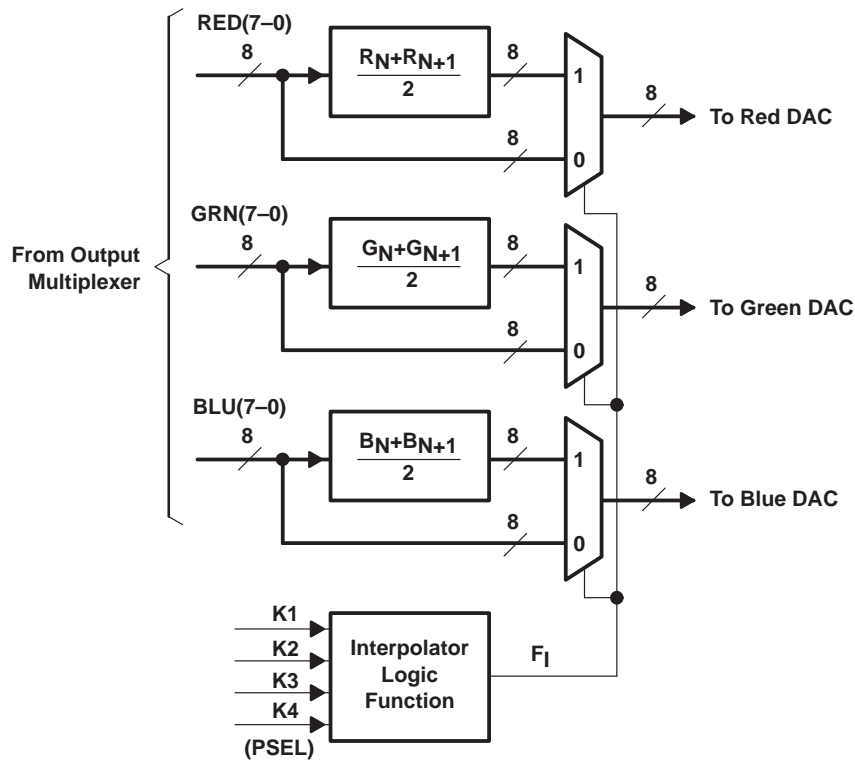 RED(7–0)
8
RN+RN+1
2
8
1
8
To Red DAC
8
0
GRN(7–0)
8
GN+GN+1
2
8
1
8
To Green DAC
8
0
From Output
Multiplexer
BLU(7–0)
8
BN+BN+1
2
8
1
8
To Blue DAC
8
0
K1
K2
K3
K4
(PSEL)
Interpolator
Logic
Function
FI